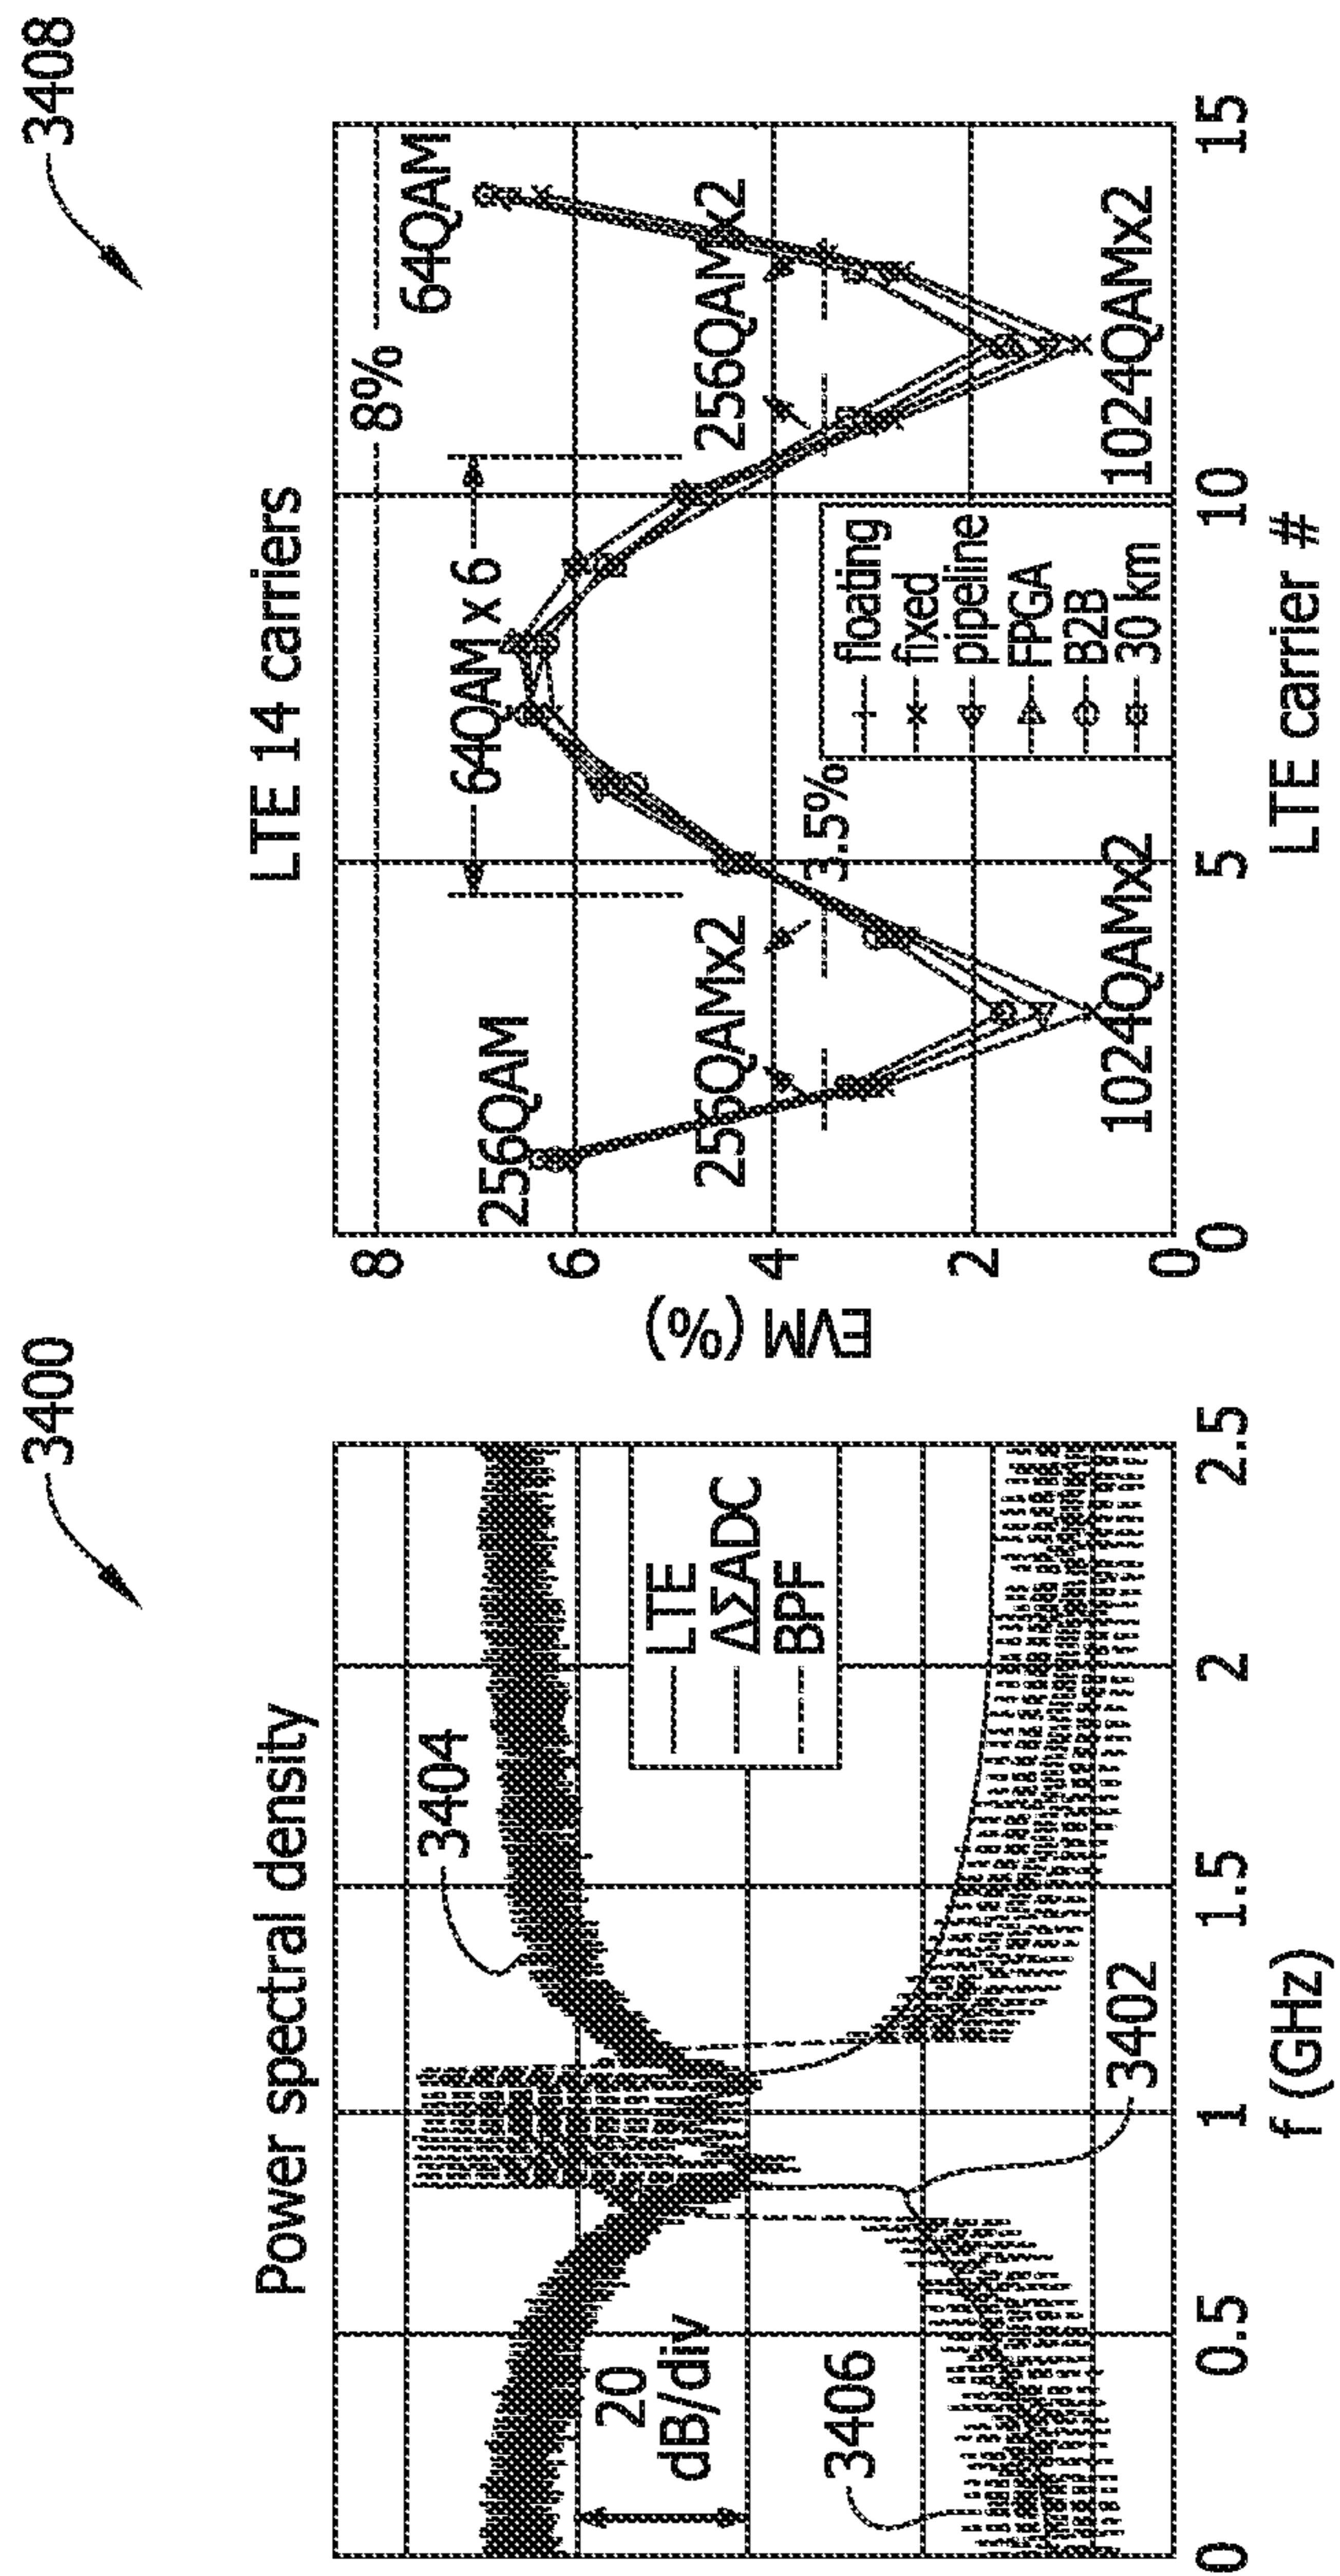 3400
Power spectral density
3404
20
dB/div
LTE
ΔΣADC
BPF
3406
3402
0
0.5
1
1.5
2
2.5
f (GHz)
3408
LTE 14 carriers
8%
64QAM
256QAM
64QAM x 6
256QAMx2
256QAMx2
3.5%
floating
fixed
pipeline
FPGA
B2B
30 km
1024QAMx2
1024QAMx2
8
6
4
2
0
EVM (%)
0
5
10
15
LTE carrier #